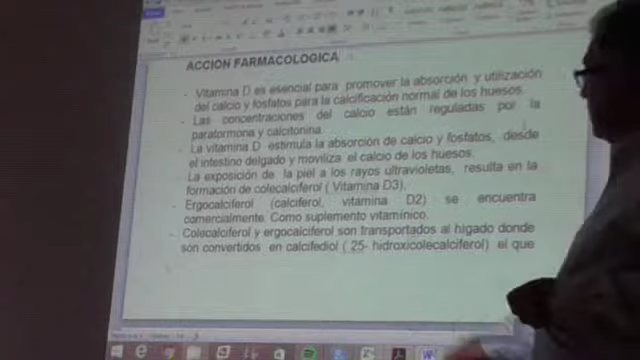 ACCION FARMACOLOGICA
- Vitamina D es esencial para promover la absorción y utilización
del calcio y fosfatos para la calcificación normal de los huesos.
- Las concentraciones del calcio están reguladas por la
paratormona y calcitonina.
- La vitamina D estimula la absorción de calcio y fosfatos, desde
el intestino delgado y moviliza el calcio de los huesos.
La exposición de la piel a los rayos ultravioletas, resulta en la
formación de colecalciferol ( Vitamina D3).
- Ergocalciferol (calciferol, vitamina D2) se encuentra
comercialmente. Como suplemento vitamínico.
- Colecalciferol y ergocalciferol son transportados al hígado donde
son convertidos en calcifediol ( 25- hidroxicolecalciferol) el que